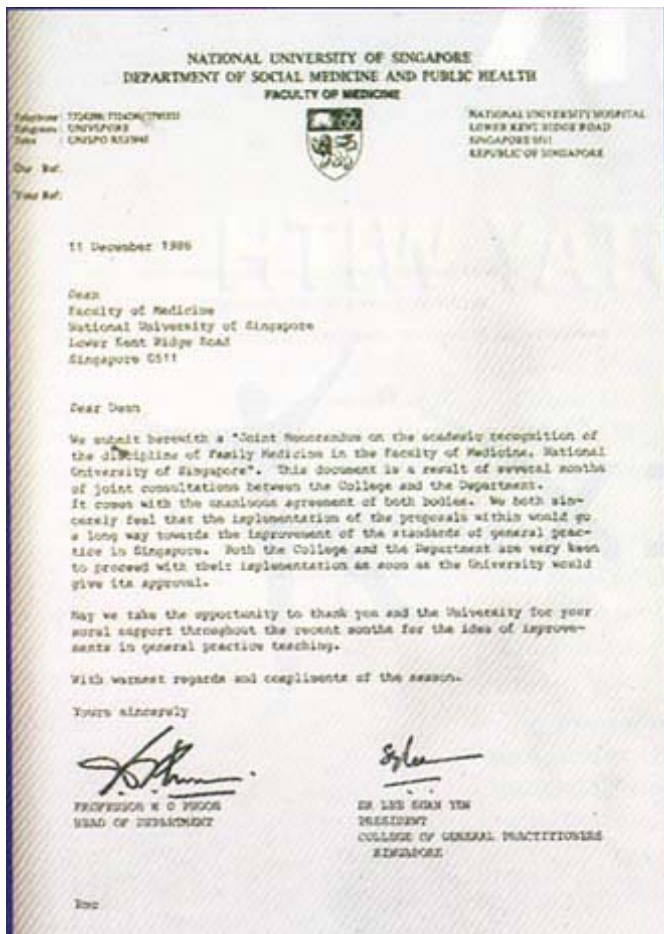 NATIONAL UNIVERSITY OF SINGAPORE
DEPARTMENT OF SOCIAL MEDICINE AND PUBLIC HEALTH
FACULTY OF MEDICINE
Telephone :
Telegrams : UNIVSPORE
Telex : UNISPO
NATIONAL UNIVERSITY HOSPITAL
LOWER KENT RIDGE ROAD
SINGAPORE 0511
REPUBLIC OF SINGAPORE
Our Ref:
Your Ref:
11 December 1986
Dean
Faculty of Medicine
National University of Singapore
Lower Kent Ridge Road
Singapore 0511
Dear Dean
We submit herewith a "Joint Memorandum on the academic recognition of
the discipline of Family Medicine in the Faculty of Medicine, National
University of Singapore". This document is a result of several months
of joint consultations between the College and the Department.
It comes with the unanimous agreement of both bodies. We both sin-
cerely feel that the implementation of the proposals within would go
a long way towards the improvement of the standards of general prac-
tice in Singapore. Both the College and the Department are very keen
to proceed with their implementation as soon as the University would
give its approval.
May we take the opportunity to thank you and the University for your
moral support throughout the recent months for the idea of improve-
ments in general practice teaching.
With warmest regards and compliments of the season.
Yours sincerely
PROFESSOR
HEAD OF DEPARTMENT
DR LEE SUAN YEW
PRESIDENT
COLLEGE OF GENERAL PRACTITIONERS
SINGAPORE